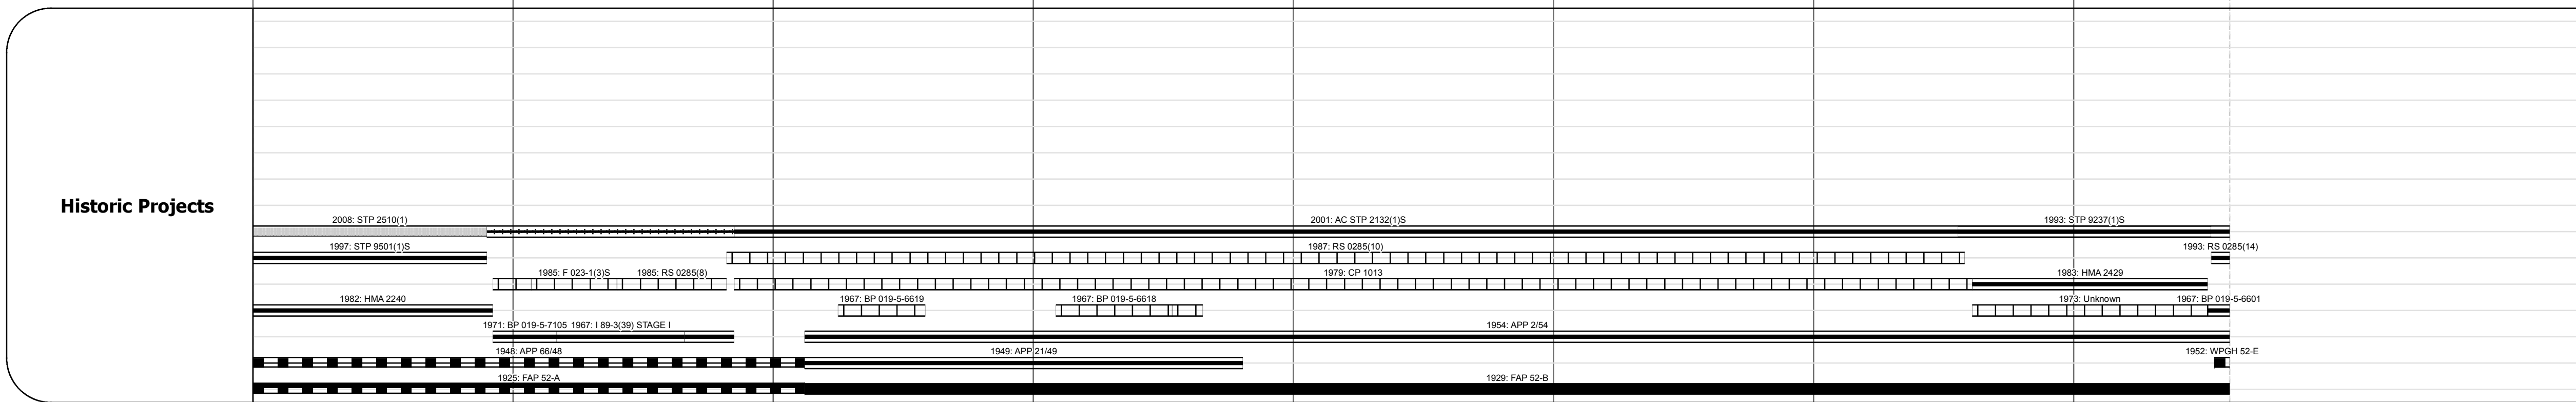 2008: STP 2510(1) 2001: AC STP 2132(1)S 1993: STP 9237(1)S
1997: STP 9501(1)S 1987: RS 0285(10) 1993: RS 0285(14)
1985: F 023-1(3)S 1985: RS 0285(8) 1979: CP 1013 1983: HMA 2429
1982: HMA 2240 1967: BP 019-5-6619 1967: BP 019-5-6618 1973: Unknown 1967: BP 019-5-6601
1971: BP 019-5-7105 1967: I 89-3(39) STAGE I 1954: APP 2/54
1948: APP 66/48 1949: APP 21/49 1952: WPGH 52-E
1925: FAP 52-A 1929: FAP 52-B
Historic Projects